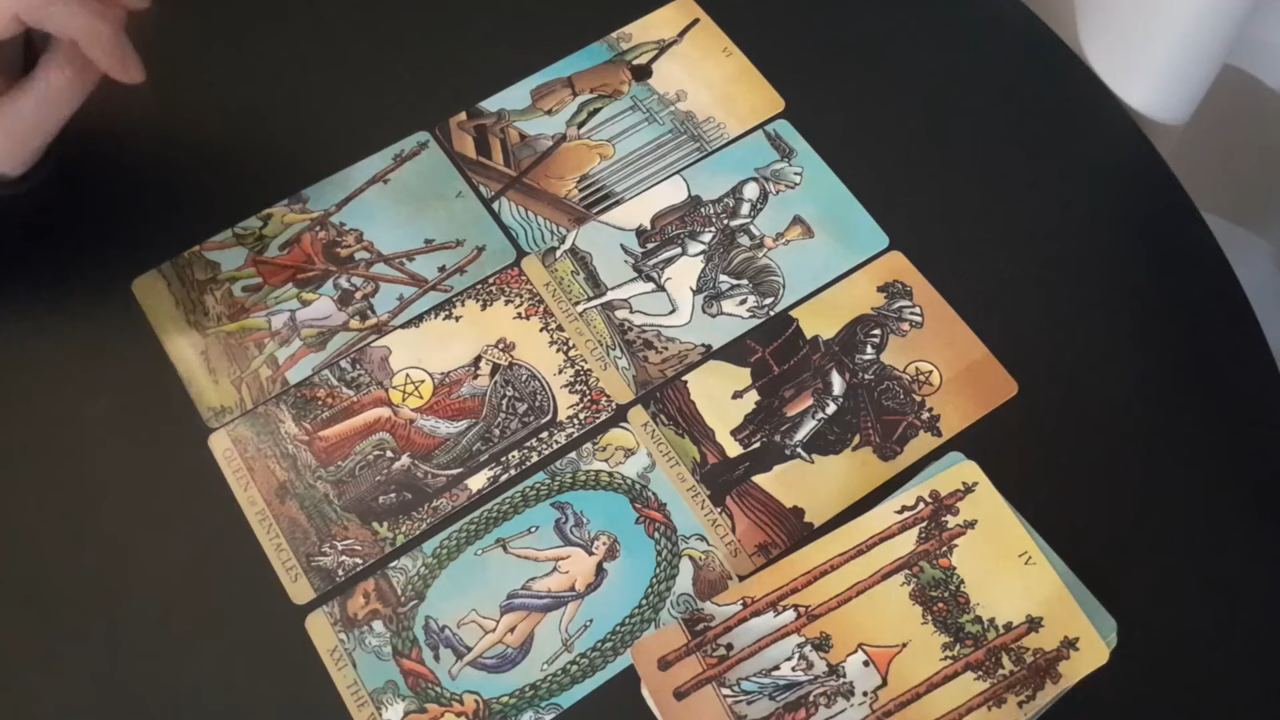 VI
V
KNIGHT OF CUPS
QUEEN OF PENTACLES
KNIGHT OF PENTACLES
IV
XXI - THE